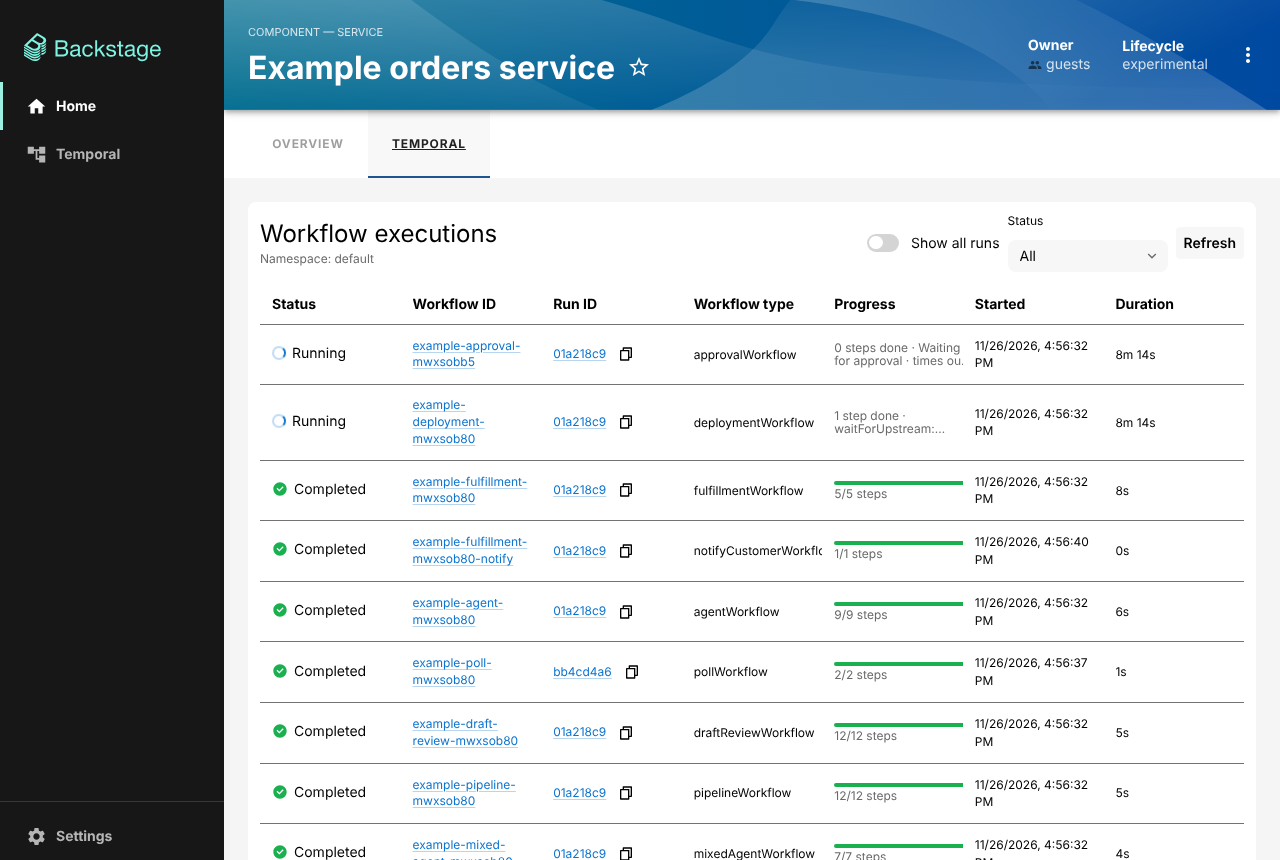 Backstage
Home
Temporal
Settings
COMPONENT — SERVICE
Example orders service
Owner
guests
Lifecycle
experimental
OVERVIEW
TEMPORAL
Workflow executions
Namespace: default
Show all runs
Status
All
Refresh
Status Workflow ID Run ID Workflow type Progress Started Duration
Running example-approval-mwxsobb5 01a218c9 approvalWorkflow 0 steps done · Waiting for approval · times ou. 11/26/2026, 4:56:32 PM 8m 14s
Running example-deployment-mwxsob80 01a218c9 deploymentWorkflow 1 step done · waitForUpstream:... 11/26/2026, 4:56:32 PM 8m 14s
Completed example-fulfillment-mwxsob80 01a218c9 fulfillmentWorkflow 5/5 steps 11/26/2026, 4:56:32 PM 8s
Completed example-fulfillment-mwxsob80-notify 01a218c9 notifyCustomerWorkflo 1/1 steps 11/26/2026, 4:56:40 PM 0s
Completed example-agent-mwxsob80 01a218c9 agentWorkflow 9/9 steps 11/26/2026, 4:56:32 PM 6s
Completed example-poll-mwxsob80 bb4cd4a6 pollWorkflow 2/2 steps 11/26/2026, 4:56:37 PM 1s
Completed example-draft-review-mwxsob80 01a218c9 draftReviewWorkflow 12/12 steps 11/26/2026, 4:56:32 PM 5s
Completed example-pipeline-mwxsob80 01a218c9 pipelineWorkflow 12/12 steps 11/26/2026, 4:56:32 PM 5s
Completed example-mixed-agent-mwxsob80 01a218c9 mixedAgentWorkflow 7/7 steps 11/26/2026, 4:56:32 PM 4s